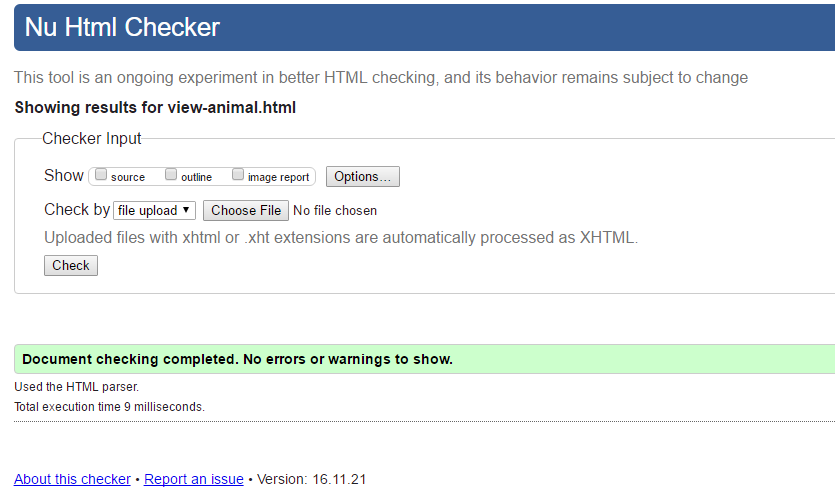 Nu Html Checker
This tool is an ongoing experiment in better HTML checking, and its behavior remains subject to change
Showing results for view-animal.html
Checker Input
Show source outline image report Options...
Check by file upload ▼ Choose File No file chosen
Uploaded files with xhtml or .xht extensions are automatically processed as XHTML.
Check
Document checking completed. No errors or warnings to show.
Used the HTML parser.
Total execution time 9 milliseconds.
About this checker • Report an issue • Version: 16.11.21